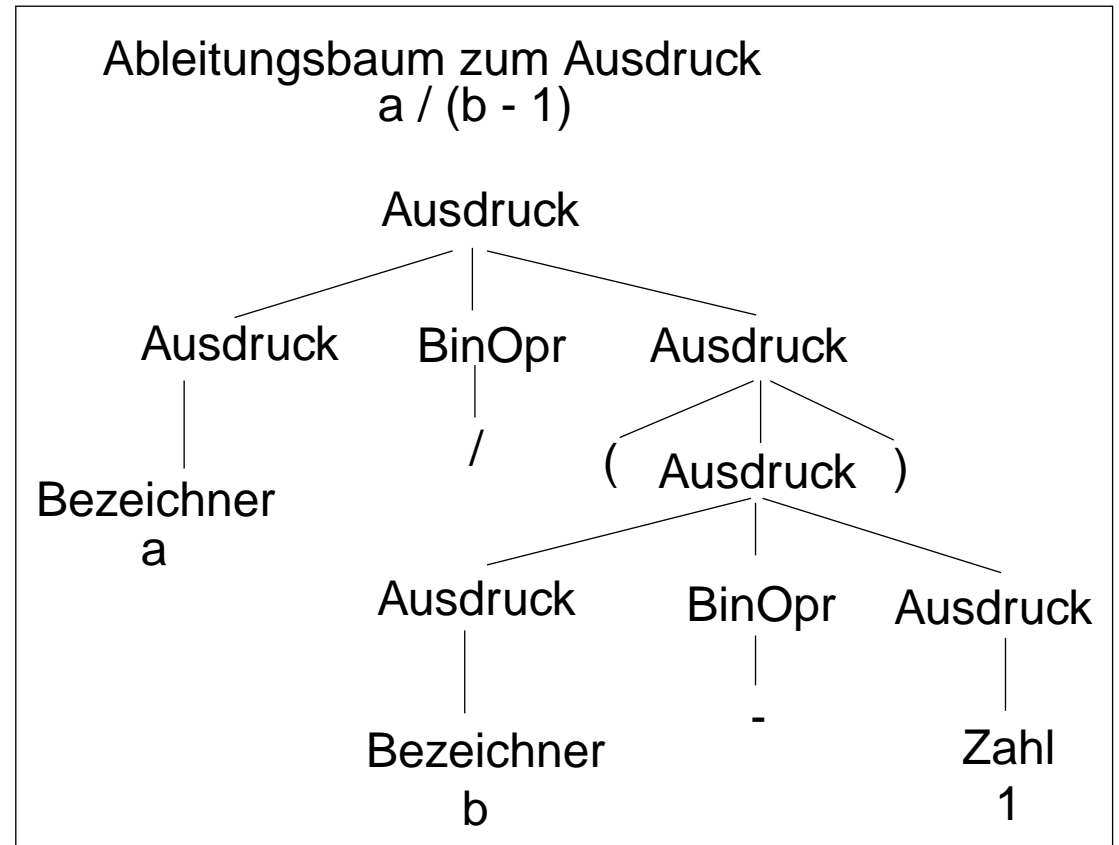 Ableitungsbaum zum Ausdruck
a / (b - 1)
Ausdruck
Ausdruck BinOpr Ausdruck
/ ( Ausdruck )
Bezeichner
a
Ausdruck BinOpr Ausdruck
-
Bezeichner Zahl
b 1